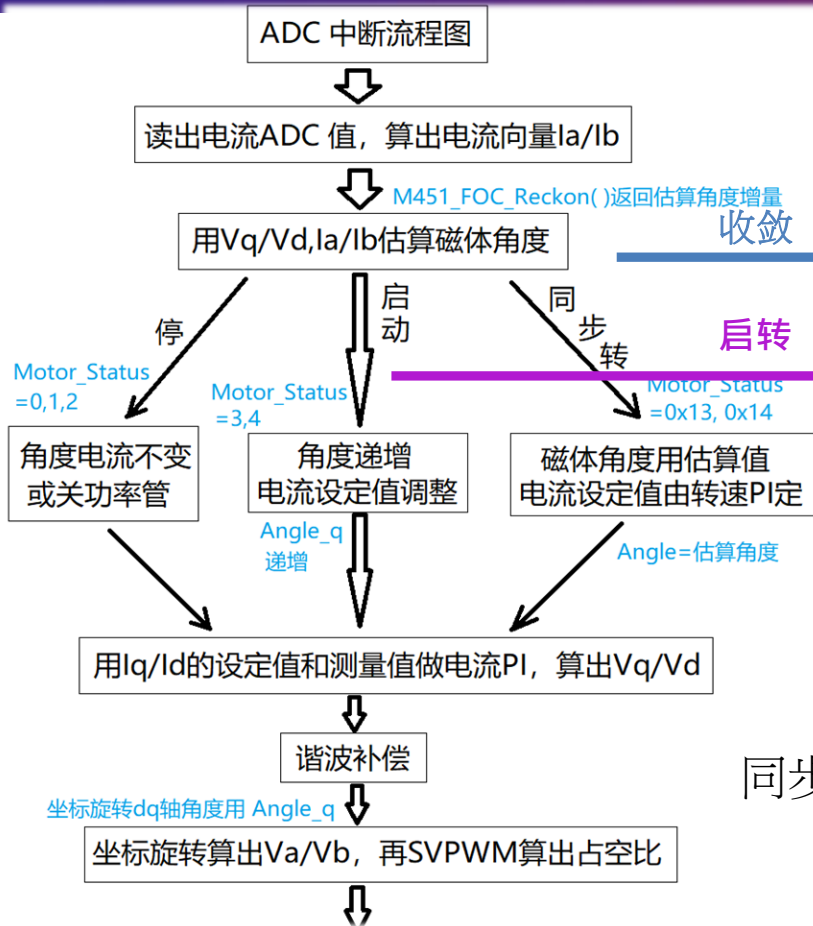 ADC 中断流程图
读出电流ADC 值，算出电流向量Ia/Ib
M451_FOC_Reckon( )返回估算角度增量
收敛
用Vq/Vd,Ia/Ib估算磁体角度
停
启
动
同
步
转
启转
Motor_Status
=0,1,2
Motor_Status
=3,4
Motor_Status
=0x13, 0x14
角度电流不变
或关功率管
角度递增
电流设定值调整
磁体角度用估算值
电流设定值由转速PI定
Angle_q
递增
Angle=估算角度
用Iq/Id的设定值和测量值做电流PI，算出Vq/Vd
谐波补偿
同步
坐标旋转dq轴角度用 Angle_q
坐标旋转算出Va/Vb，再SVPWM算出占空比